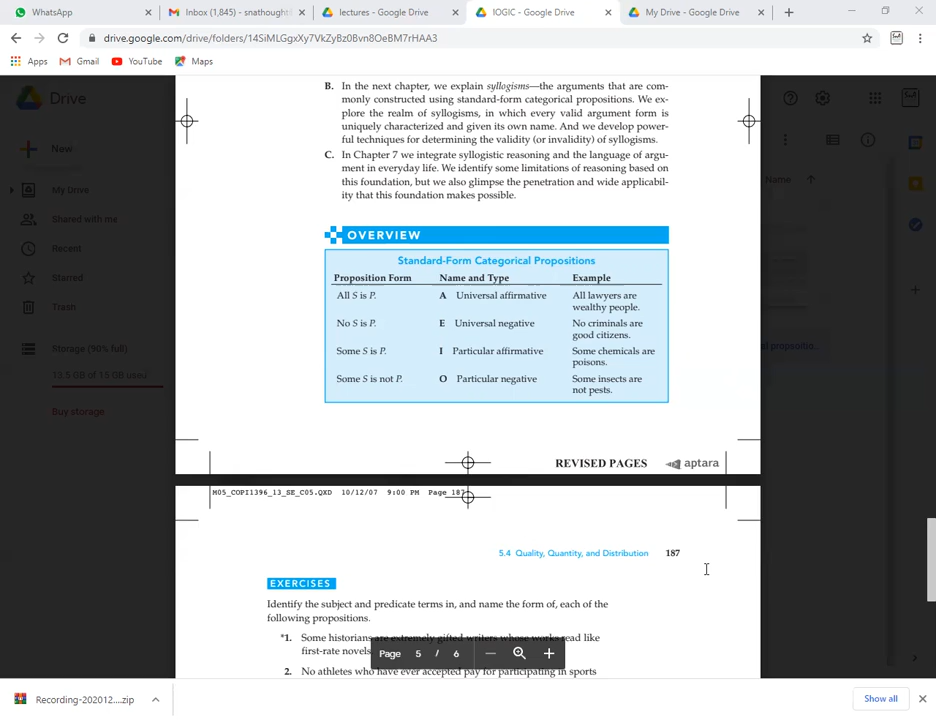 WhatsApp
Inbox (1,845) - snathought
lectures - Google Drive
lOGIC - Google Drive
My Drive - Google Drive
drive.google.com/drive/folders/14SiMLGgxXy7VkZyBz0Bvn8OeBM7rHAA3
Apps
Gmail
YouTube
Maps
Drive
New
My Drive
Shared with me
Recent
Starred
Trash
Storage (90% full)
13.5 GB of 15 GB used
Buy storage
Name
al propositio...
B. In the next chapter, we explain syllogisms—the arguments that are com-
monly constructed using standard-form categorical propositions. We ex-
plore the realm of syllogisms, in which every valid argument form is
uniquely characterized and given its own name. And we develop power-
ful techniques for determining the validity (or invalidity) of syllogisms.
C. In Chapter 7 we integrate syllogistic reasoning and the language of argu-
ment in everyday life. We identify some limitations of reasoning based on
this foundation, but we also glimpse the penetration and wide applicabil-
ity that this foundation makes possible.
OVERVIEW
Standard-Form Categorical Propositions
Proposition Form Name and Type Example
All S is P. A Universal affirmative All lawyers are
wealthy people.
No S is P. E Universal negative No criminals are
good citizens.
Some S is P. I Particular affirmative Some chemicals are
poisons.
Some S is not P. O Particular negative Some insects are
not pests.
REVISED PAGES aptara
M05_COPI1396_13_SE_C05.QXD 10/12/07 9:00 PM Page 187
5.4 Quality, Quantity, and Distribution 187
EXERCISES
Identify the subject and predicate terms in, and name the form of, each of the
following propositions.
*1. Some historians are extremely gifted writers whose works read like
first-rate novels
2. No athletes who have ever accepted pay for participating in sports
Page 5 / 6
Recording-202012....zip
Show all